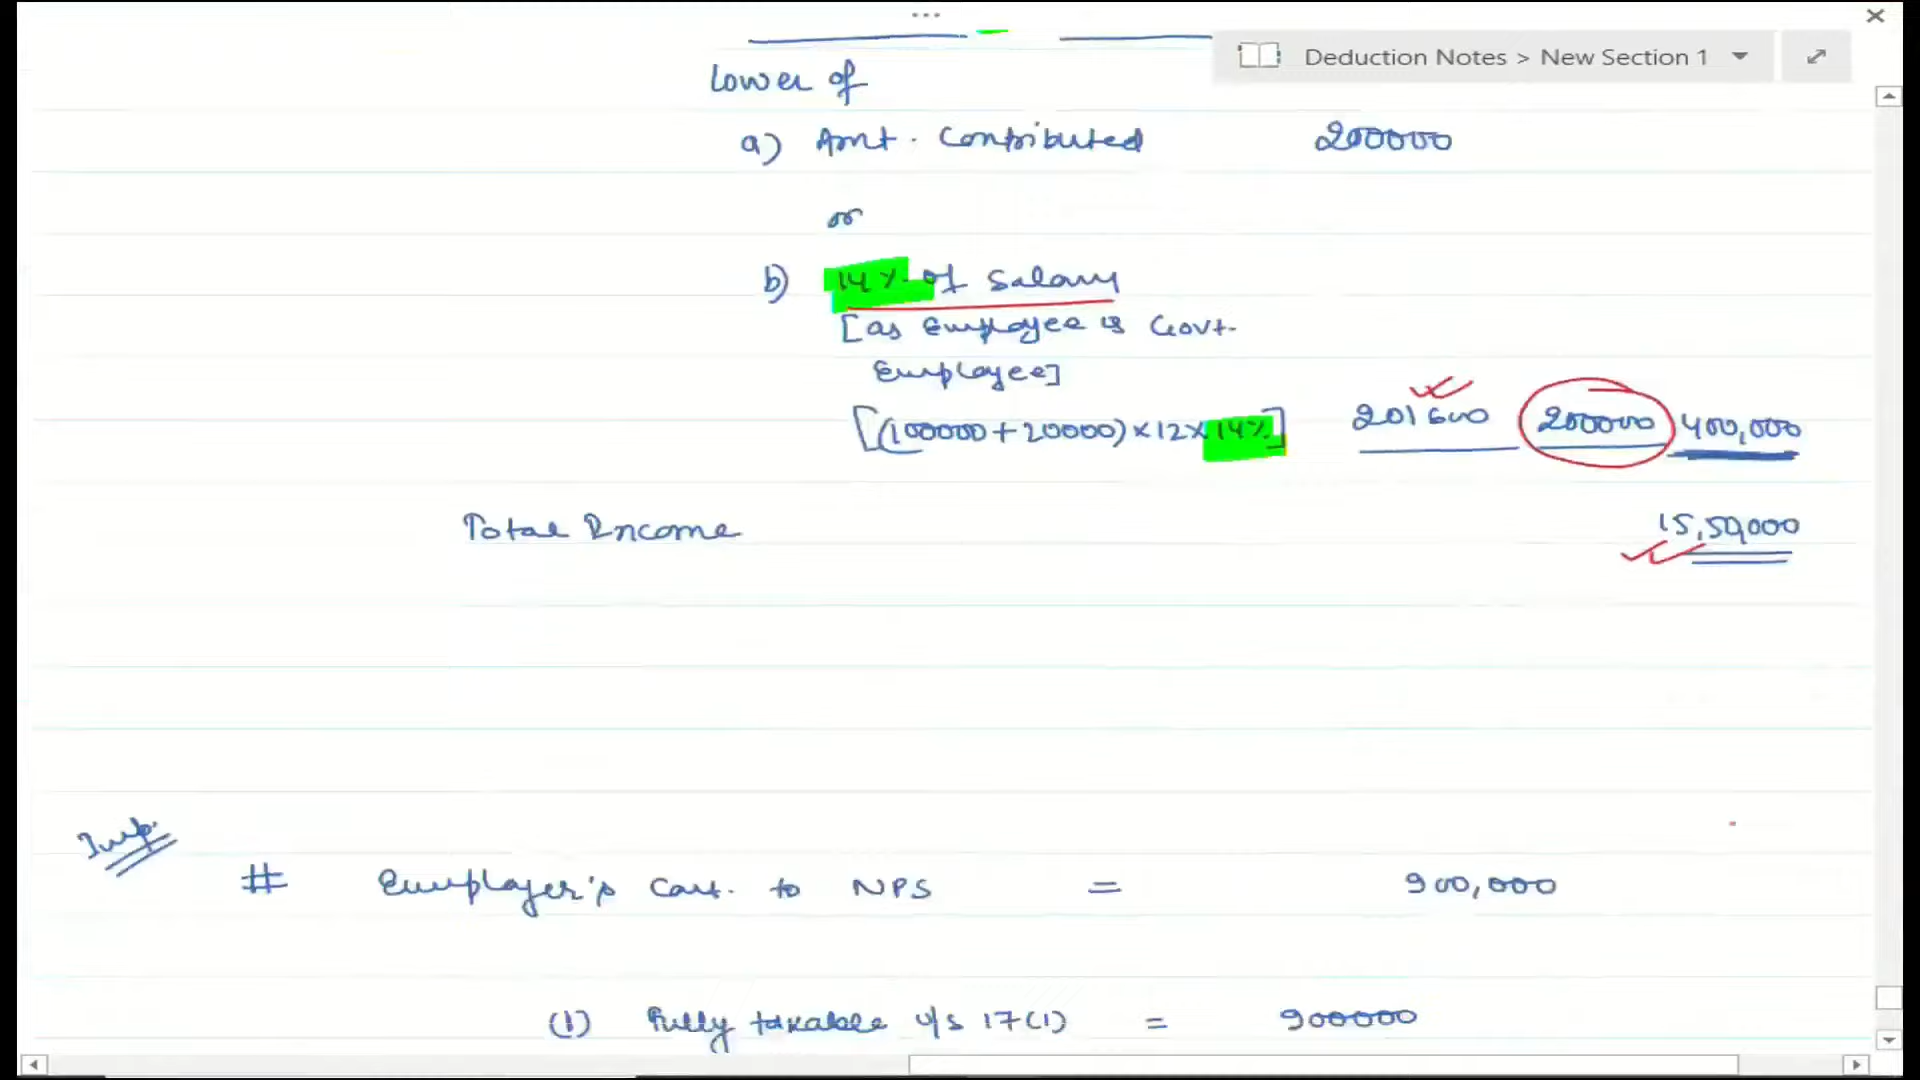 ...
Deduction Notes > New Section 1
Lower of
a) Amt. Contributed 200000
or
b) 14% of Salary
[as Employee is Govt.
Employee]
[(100000+20000)×12×14%] 201600 200000 400,000
Total Income 15,50,000
Imp.
# Employer's Cont. to NPS = 900,000
(1) Fully taxable u/s 17(1) = 900000